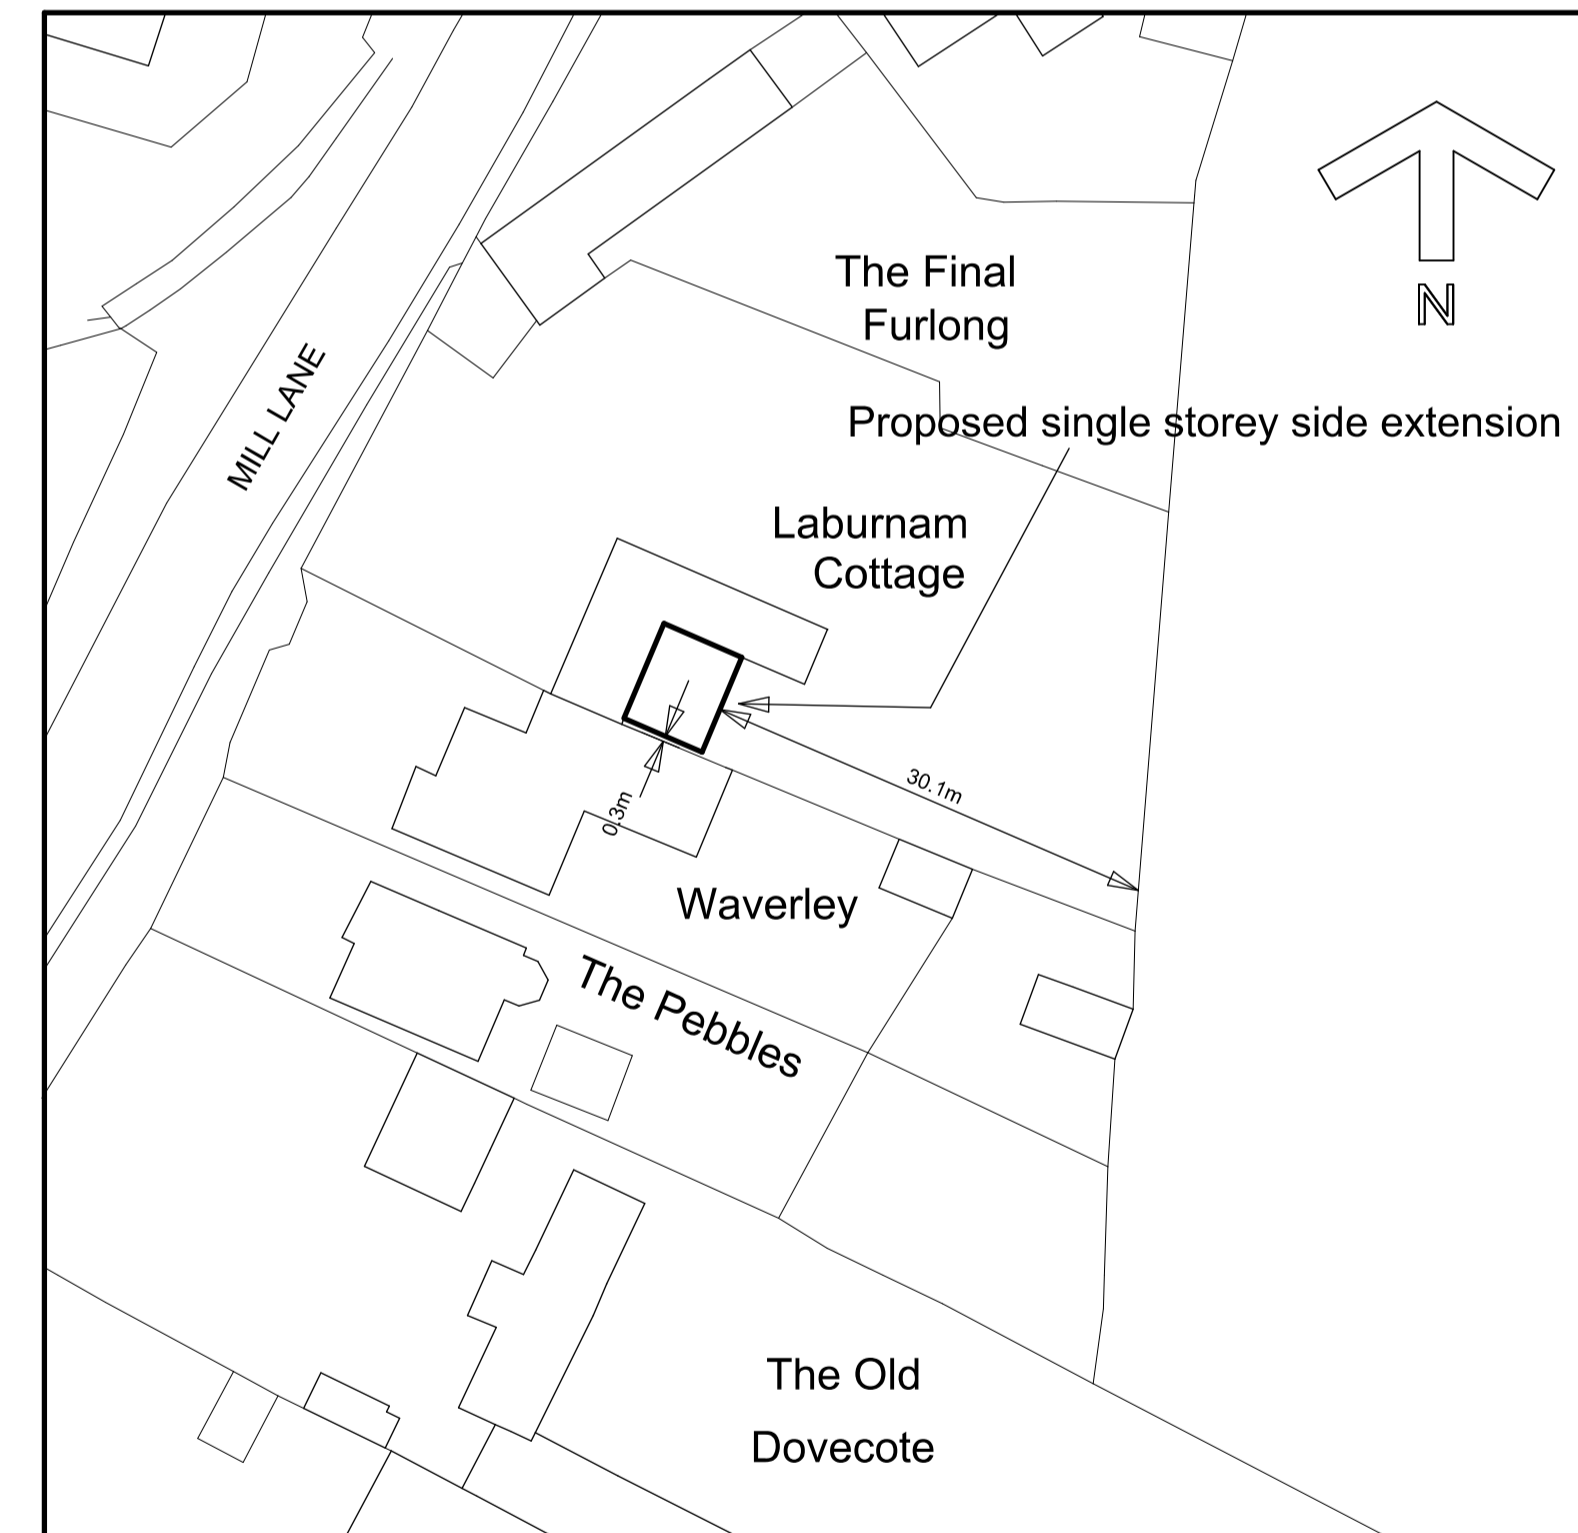 The Final
Furlong
N
MILL LANE
Proposed single storey side extension
Laburnam
Cottage
30.1m
0.3m
Waverley
The Pebbles
The Old
Dovecote